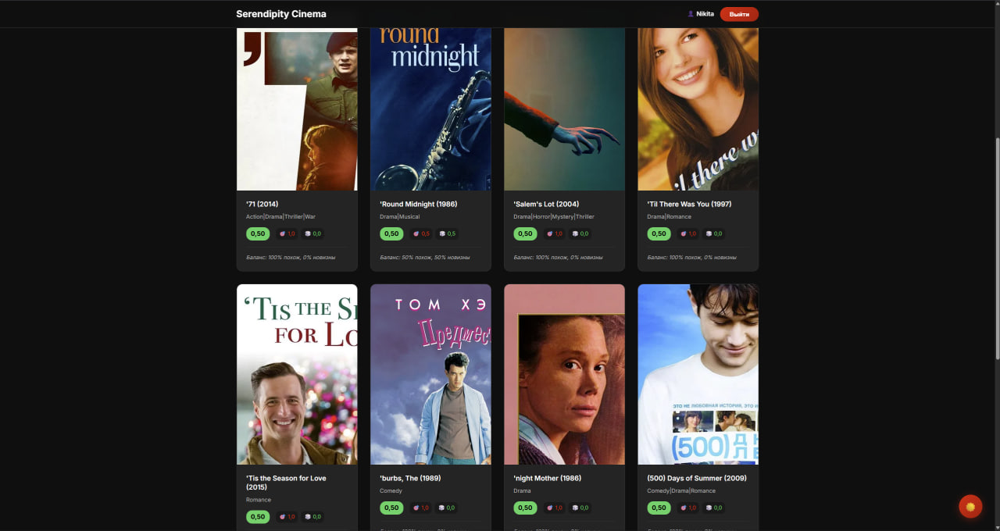 Serendipity Cinema
Nikita
Выйти
’
round
midnight
'til there w
'71 (2014)
Action|Drama|Thriller|War
0,50
1,0
0,0
Баланс: 100% похож, 0% новизны
'Round Midnight (1986)
Drama|Musical
0,50
0,5
0,5
Баланс: 50% похож, 50% новизны
'Salem's Lot (2004)
Drama|Horror|Mystery|Thriller
0,50
1,0
0,0
Баланс: 100% похож, 0% новизны
'Til There Was You (1997)
Drama|Romance
0,50
1,0
0,0
Баланс: 100% похож, 0% новизны
‘Tis the S
for Lo
ТОМ ХЭ
Предмес
ЭТО НЕ ЛЮБОВНАЯ ИСТОРИЯ, ЭТО И
(500)
'Tis the Season for Love
(2015)
Romance
0,50
1,0
0,0
'burbs, The (1989)
Comedy
0,50
1,0
0,0
'night Mother (1986)
Drama
0,50
1,0
0,0
(500) Days of Summer (2009)
Comedy|Drama|Romance
0,50
1,0
0,0